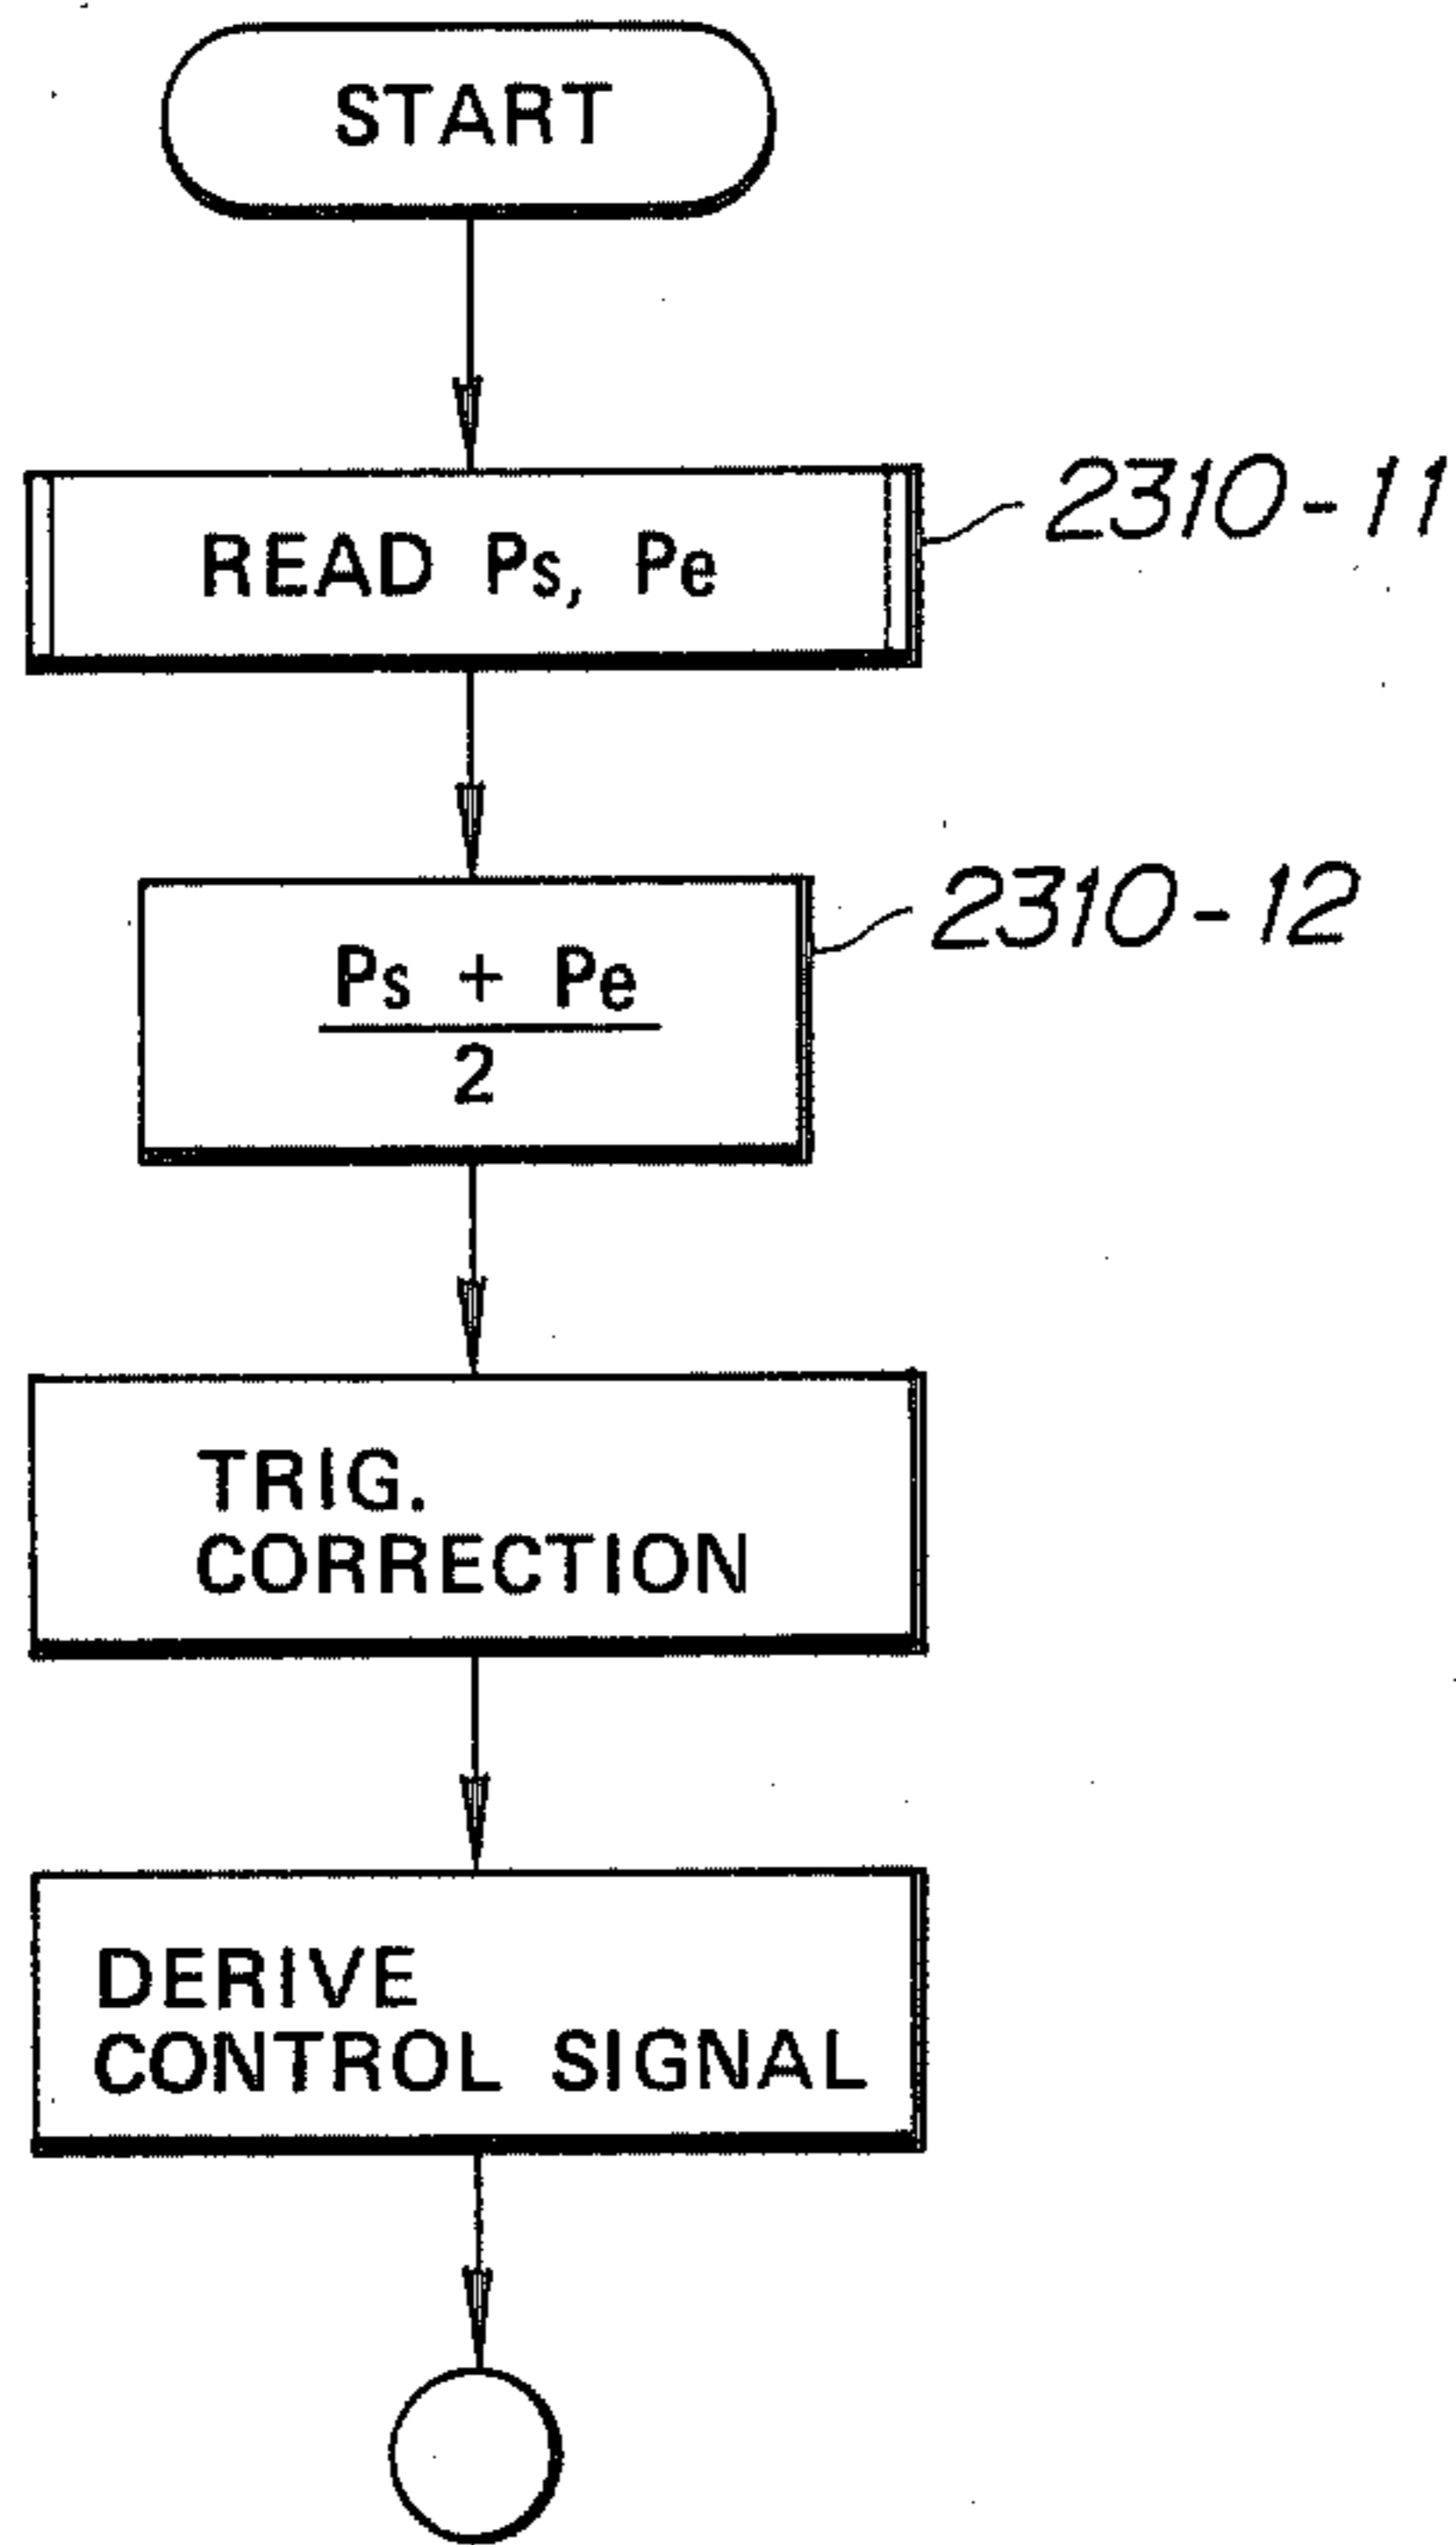 START
READ Ps, Pe
2310-11
Ps + Pe
2
2310-12
TRIG.
CORRECTION
DERIVE
CONTROL SIGNAL